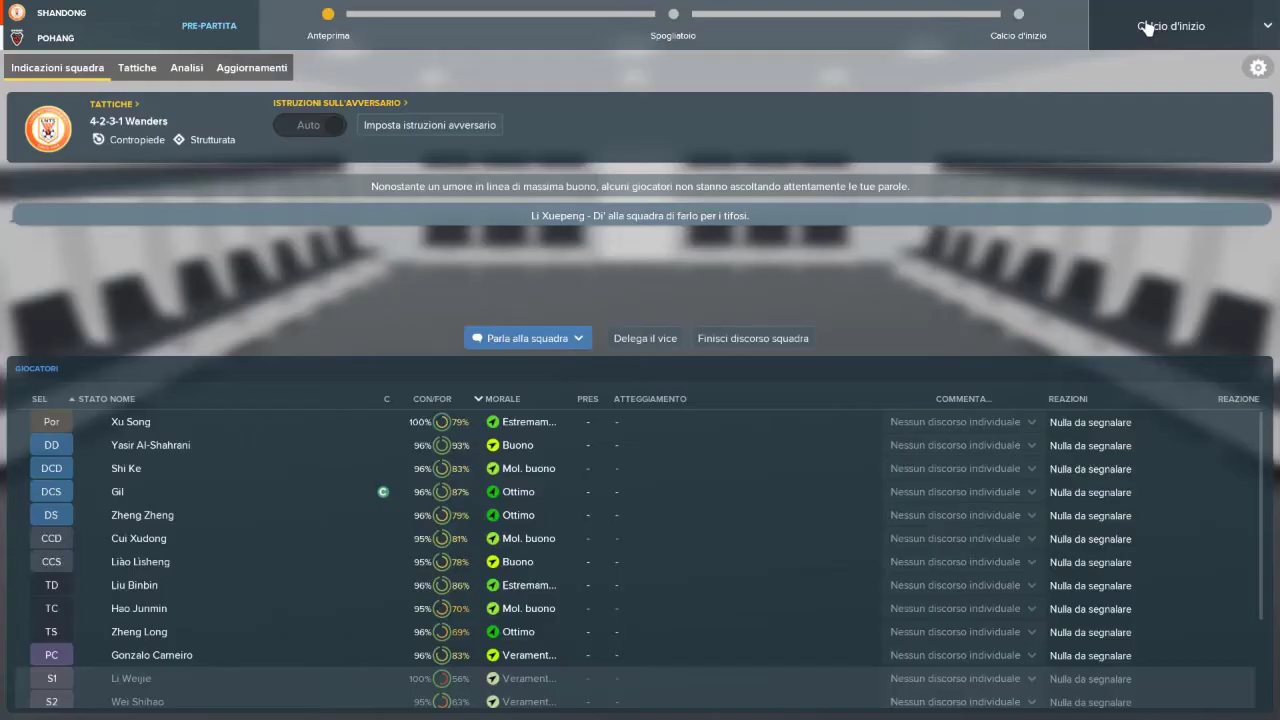 SHANDONG
POHANG
PRE-PARTITA
Anteprima
Spogliatoio
Calcio d'inizio
Calcio d'inizio
Indicazioni squadra Tattiche Analisi Aggiornamenti
TATTICHE >
4-2-3-1 Wanders
Contropiede Strutturata
ISTRUZIONI SULL'AVVERSARIO >
Auto Imposta istruzioni avversario
Nonostante un umore in linea di massima buono, alcuni giocatori non stanno ascoltando attentamente le tue parole.
Li Xuepeng - Di' alla squadra di farlo per i tifosi.
Parla alla squadra Delega il vice Finisci discorso squadra
GIOCATORI
SEL STATO NOME C CON/FOR MORALE PRES ATTEGGIAMENTO COMMENTA... REAZIONI REAZIONE
Por Xu Song 100% 79% Estremam... - - Nessun discorso individuale Nulla da segnalare
DD Yasir Al-Shahrani 96% 93% Buono - - Nessun discorso individuale Nulla da segnalare
DCD Shi Ke 96% 83% Mol. buono - - Nessun discorso individuale Nulla da segnalare
DCS Gil C 96% 87% Ottimo - - Nessun discorso individuale Nulla da segnalare
DS Zheng Zheng 96% 79% Ottimo - - Nessun discorso individuale Nulla da segnalare
CCD Cui Xudong 95% 81% Mol. buono - - Nessun discorso individuale Nulla da segnalare
CCS Liào Lìsheng 95% 78% Buono - - Nessun discorso individuale Nulla da segnalare
TD Liu Binbin 96% 86% Estremam... - - Nessun discorso individuale Nulla da segnalare
TC Hao Junmin 95% 70% Mol. buono - - Nessun discorso individuale Nulla da segnalare
TS Zheng Long 96% 69% Ottimo - - Nessun discorso individuale Nulla da segnalare
PC Gonzalo Carneiro 96% 83% Verament... - - Nessun discorso individuale Nulla da segnalare
S1 Li Weijie 100% 56% Verament... - - Nessun discorso individuale Nulla da segnalare
S2 Wei Shihao 95% 63% Verament... - - Nessun discorso individuale Nulla da segnalare